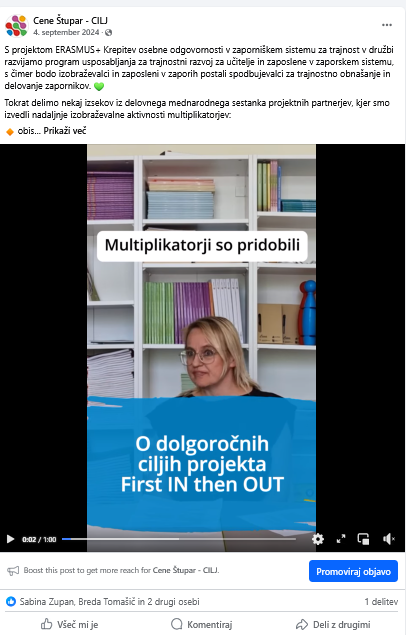 Cene Štupar - CILJ
4. september 2024 ·
S projektom ERASMUS+ Krepitev osebne odgovornosti v zaporniškem sistemu za trajnost v družbi
razvijamo program usposabljanja za trajnostni razvoj za učitelje in zaposlene v zaporskem sistemu,
s čimer bodo izobraževalci in zaposleni v zaporih postali spodbujevalci za trajnostno obnašanje in
delovanje zapornikov. 💚
Tokrat delimo nekaj izsekov iz delovnega mednarodnega sestanka projektnih partnerjev, kjer smo
izvedli nadaljnje izobraževalne aktivnosti multiplikatorjev:
🔸 obis... Prikaži več
Multiplikatorji so pridobili
O dolgoročnih
ciljih projekta
First IN then OUT
0:02 / 1:00
Boost this post to get more reach for Cene Štupar - CILJ.
Promoviraj objavo
Sabina Zupan, Breda Tomašič in 2 drugi osebi
1 delitev
Všeč mi je
Komentiraj
Deli z drugimi